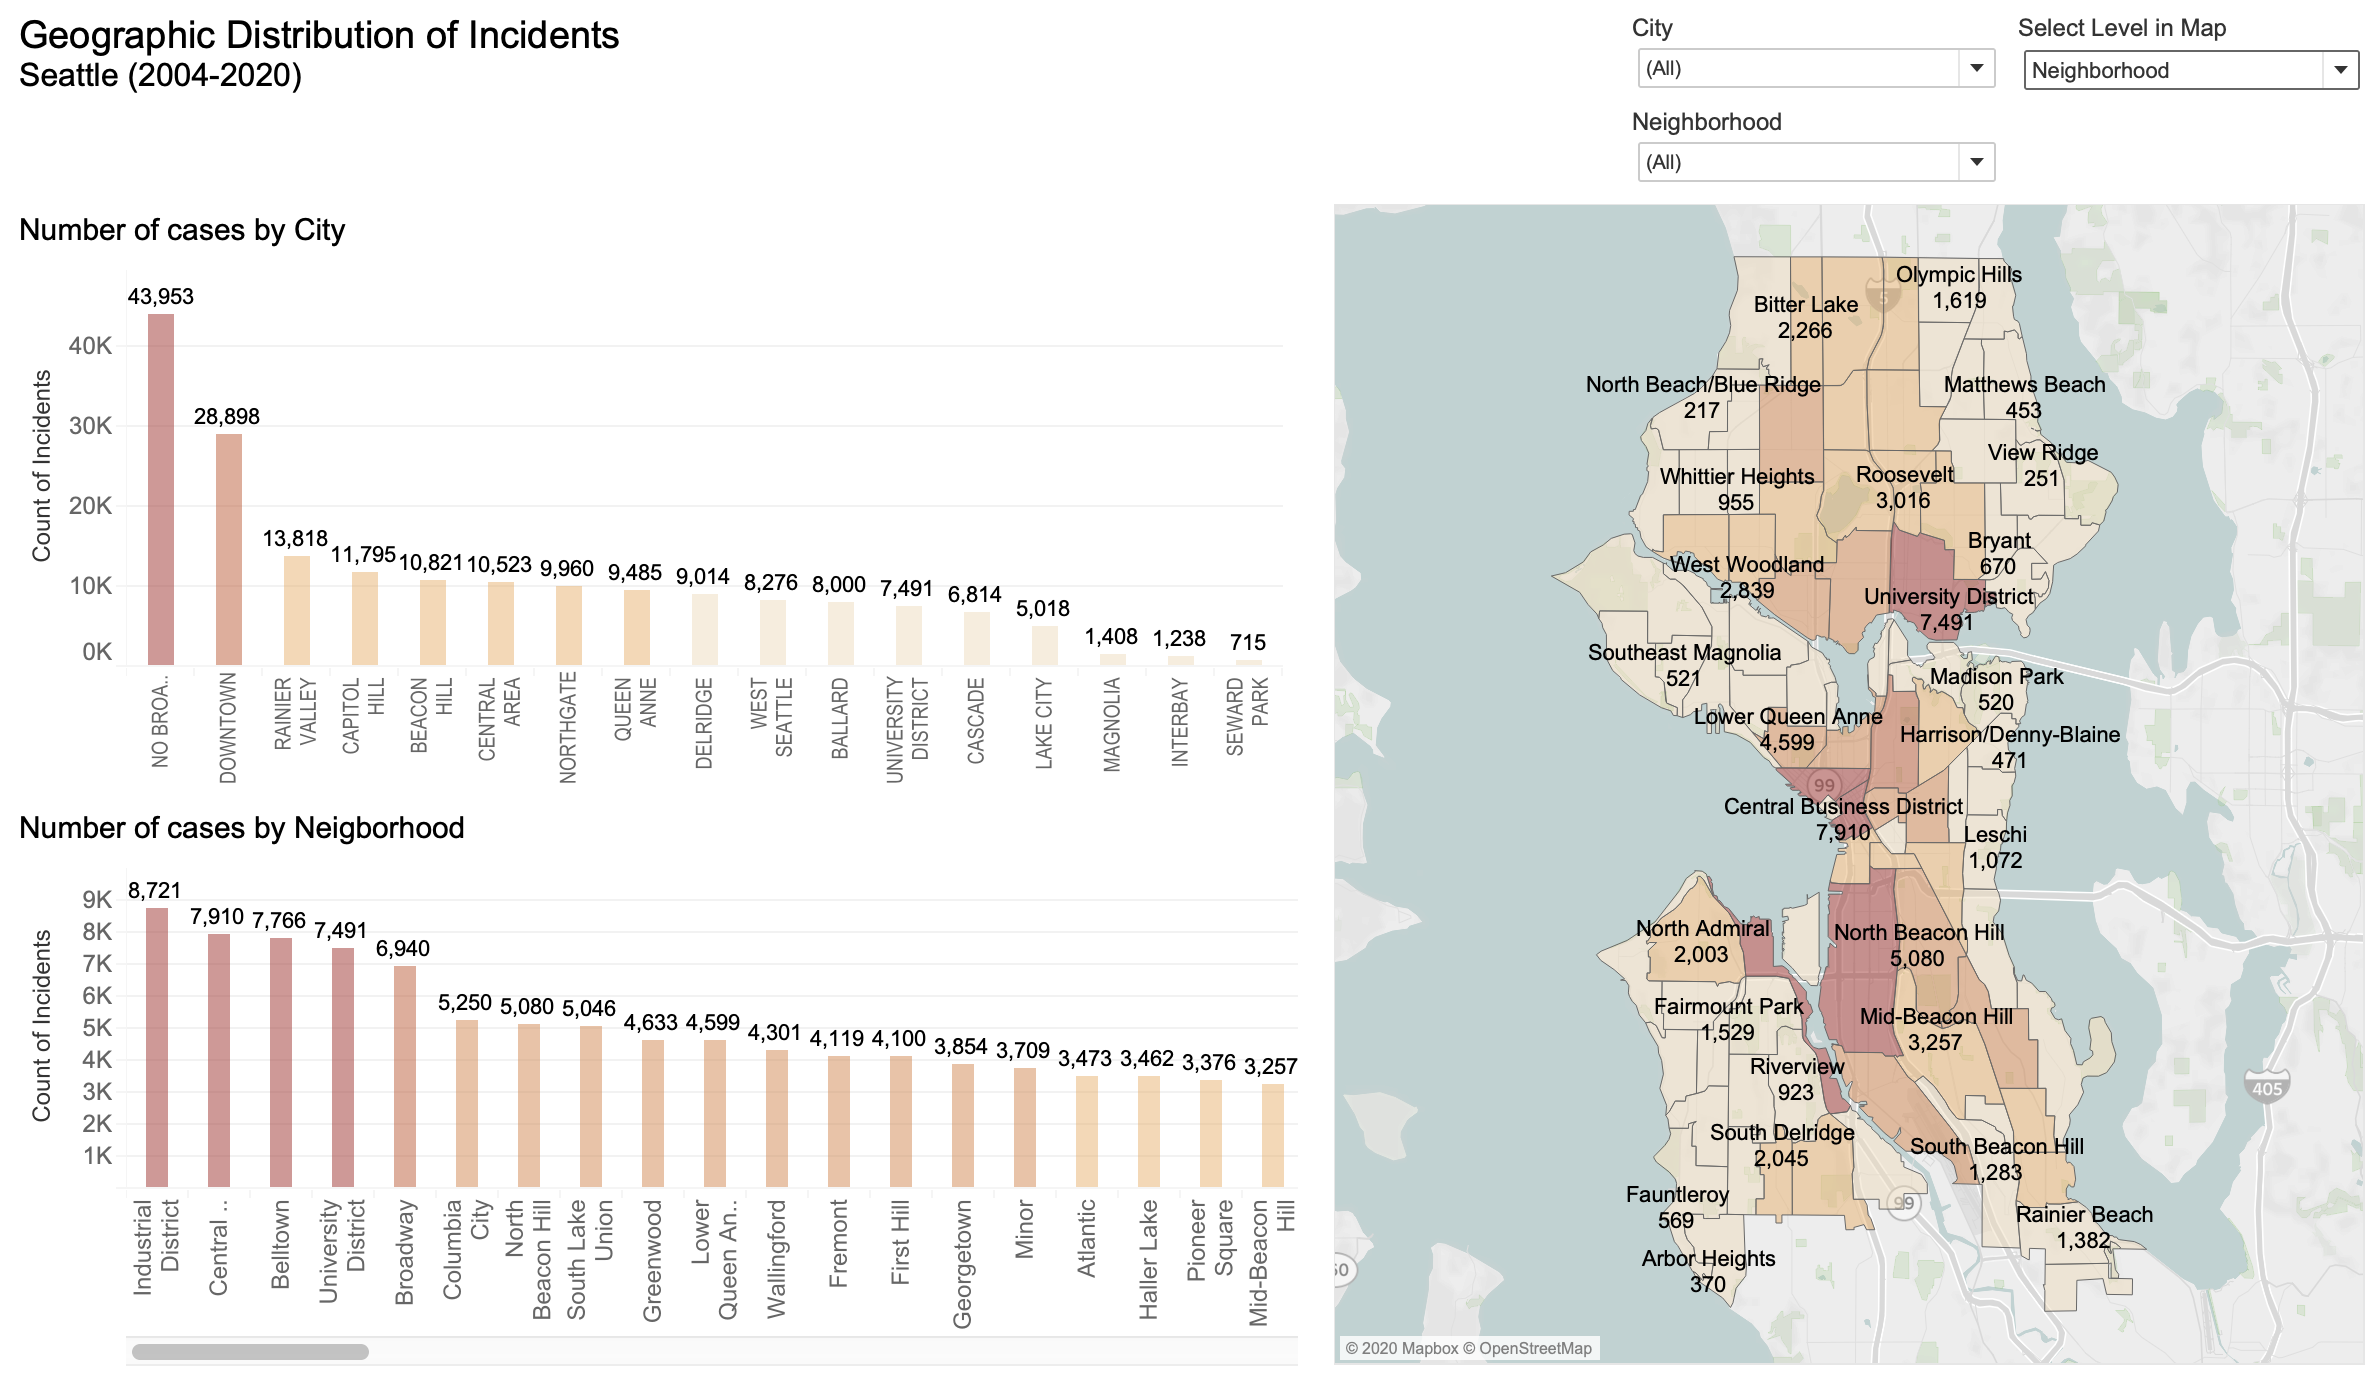 Geographic Distribution of Incidents
Seattle (2004-2020)
City
(All)
Select Level in Map
Neighborhood
Neighborhood
(All)
Number of cases by City
Count of Incidents
40K
30K
20K
10K
0K
43,953
28,898
13,818
11,795
10,821
10,523
9,960
9,485
9,014
8,276
8,000
7,491
6,814
5,018
1,408
1,238
715
NO BROA..
DOWNTOWN
RAINIER
VALLEY
CAPITOL
HILL
BEACON
HILL
CENTRAL
AREA
NORTHGATE
QUEEN
ANNE
DELRIDGE
WEST
SEATTLE
BALLARD
UNIVERSITY
DISTRICT
CASCADE
LAKE CITY
MAGNOLIA
INTERBAY
SEWARD
PARK
Number of cases by Neigborhood
Count of Incidents
9K
8K
7K
6K
5K
4K
3K
2K
1K
8,721
7,910
7,766
7,491
6,940
5,250
5,080
5,046
4,633
4,599
4,301
4,119
4,100
3,854
3,709
3,473
3,462
3,376
3,257
Industrial
District
Central ..
Belltown
University
District
Broadway
Columbia
City
North
Beacon Hill
South Lake
Union
Greenwood
Lower
Queen An..
Wallingford
Fremont
First Hill
Georgetown
Minor
Atlantic
Haller Lake
Pioneer
Square
Mid-Beacon
Hill
Olympic Hills
1,619
5
Bitter Lake
2,266
North Beach/Blue Ridge
217
Matthews Beach
453
View Ridge
251
Whittier Heights
955
Roosevelt
3,016
Bryant
670
West Woodland
2,839
University District
7,491
Southeast Magnolia
521
Madison Park
520
Lower Queen Anne
4,599
Harrison/Denny-Blaine
471
99
Central Business District
7,910
Leschi
1,072
North Admiral
2,003
North Beacon Hill
5,080
Fairmount Park
1,529
Mid-Beacon Hill
3,257
Riverview
923
405
South Delridge
2,045
South Beacon Hill
1,283
Fauntleroy
569
99
Rainier Beach
1,382
Arbor Heights
370
© 2020 Mapbox © OpenStreetMap